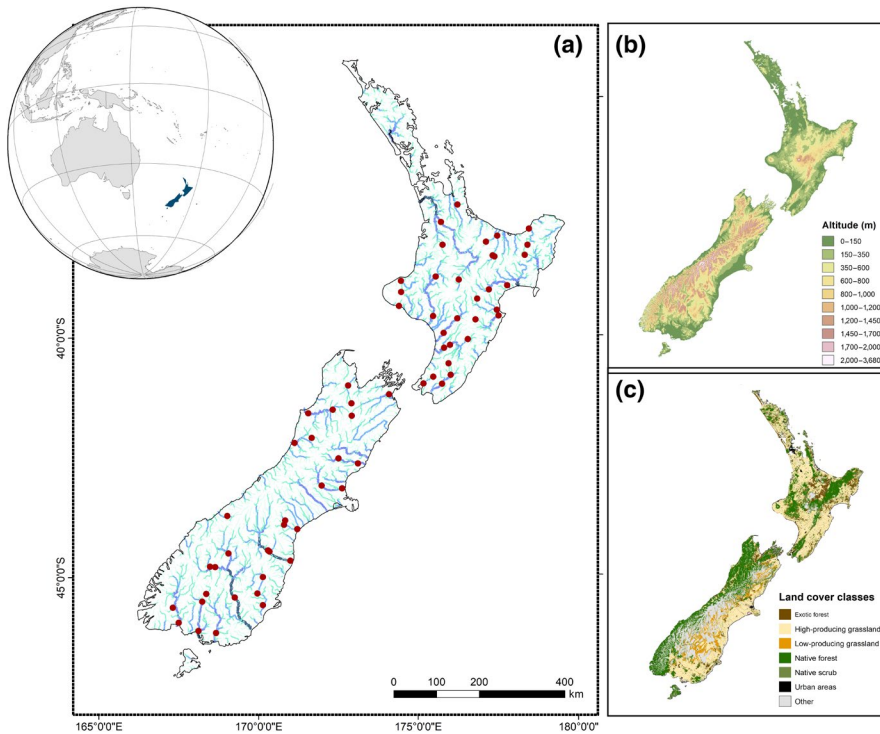 (a)
40°0'0"S
45°0'0"S
0 100 200 400
km
165°0'0"E 170°0'0"E 175°0'0"E 180°0'0"
(b)
Altitude (m)
0–150
150–350
350–600
600–800
800–1,000
1,000–1,200
1,200–1,450
1,450–1,700
1,700–2,000
2,000–3,680
(c)
Land cover classes
Exotic forest
High-producing grassland
Low-producing grassland
Native forest
Native scrub
Urban areas
Other